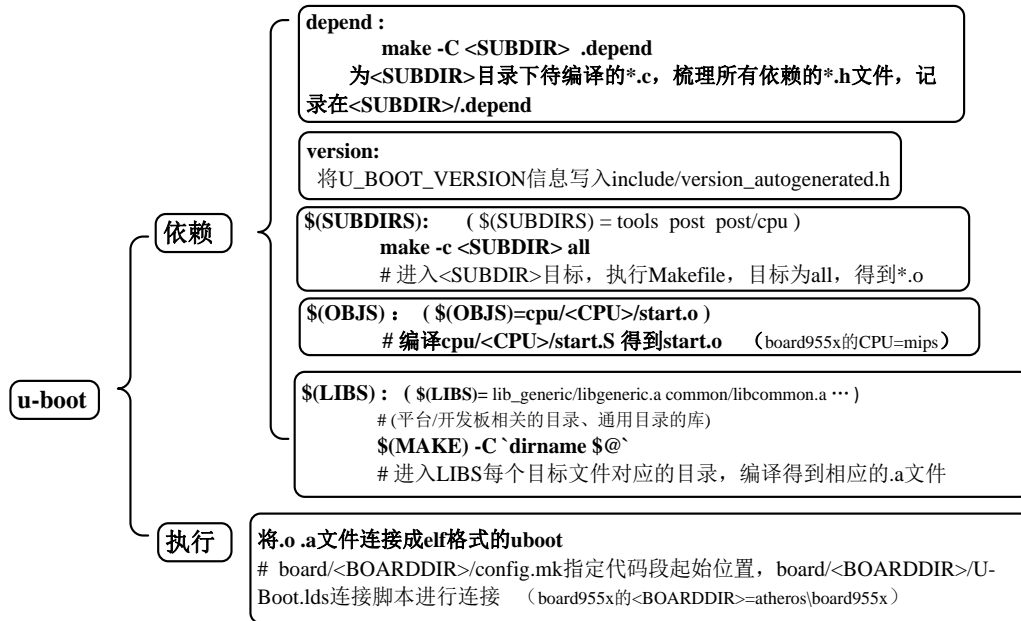 depend :
make -C <SUBDIR> .depend
为<SUBDIR>目录下待编译的*.c，梳理所有依赖的*.h文件，记
录在<SUBDIR>/.depend
version:
将U_BOOT_VERSION信息写入include/version_autogenerated.h
依赖
$(SUBDIRS): ( $(SUBDIRS) = tools post post/cpu )
make -c <SUBDIR> all
# 进入<SUBDIR>目标，执行Makefile，目标为all，得到*.o
$(OBJS) : ( $(OBJS)=cpu/<CPU>/start.o )
# 编译cpu/<CPU>/start.S 得到start.o （board955x的CPU=mips）
u-boot
$(LIBS) : ( $(LIBS)= lib_generic/libgeneric.a common/libcommon.a … )
# (平台/开发板相关的目录、通用目录的库)
$(MAKE) -C `dirname $@`
# 进入LIBS每个目标文件对应的目录，编译得到相应的.a文件
执行
将.o .a文件连接成elf格式的uboot
# board/<BOARDDIR>/config.mk指定代码段起始位置，board/<BOARDDIR>/U-
Boot.lds连接脚本进行连接 （board955x的<BOARDDIR>=atheros\board955x）